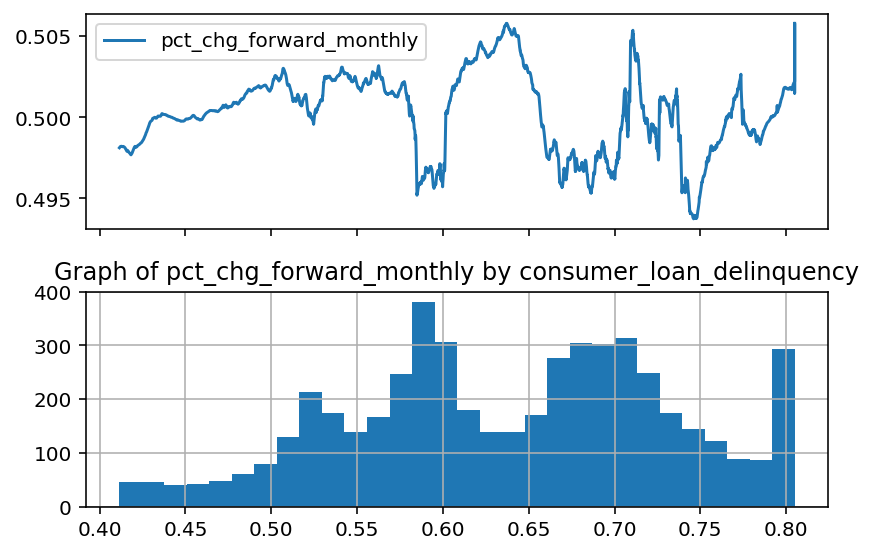 0.505
0.500
0.495
pct_chg_forward_monthly
Graph of pct_chg_forward_monthly by consumer_loan_delinquency
400
300
200
100
0
0.40 0.45 0.50 0.55 0.60 0.65 0.70 0.75 0.80